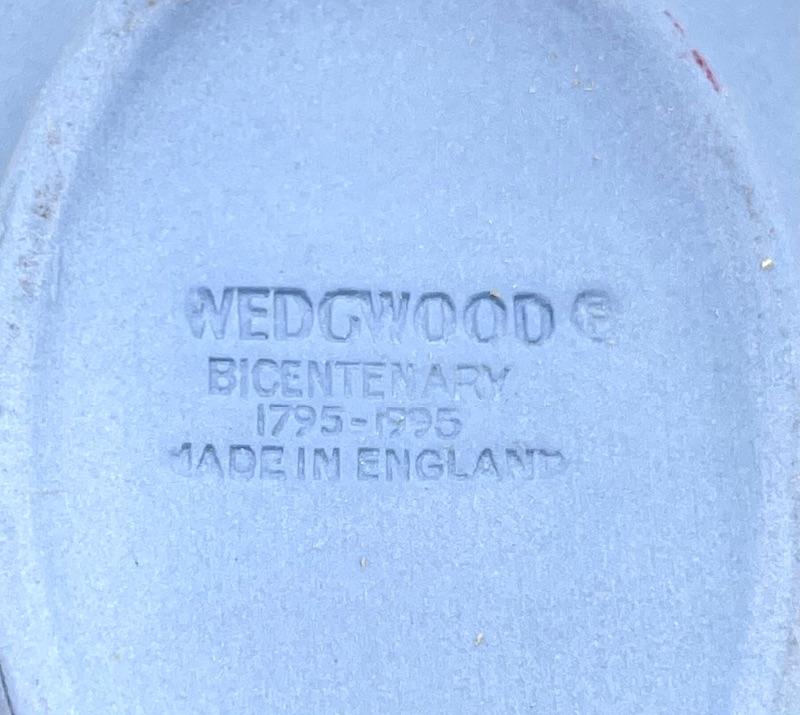 WEDGWOOD ®
BICENTENARY
1795-1995
MADE IN ENGLAND